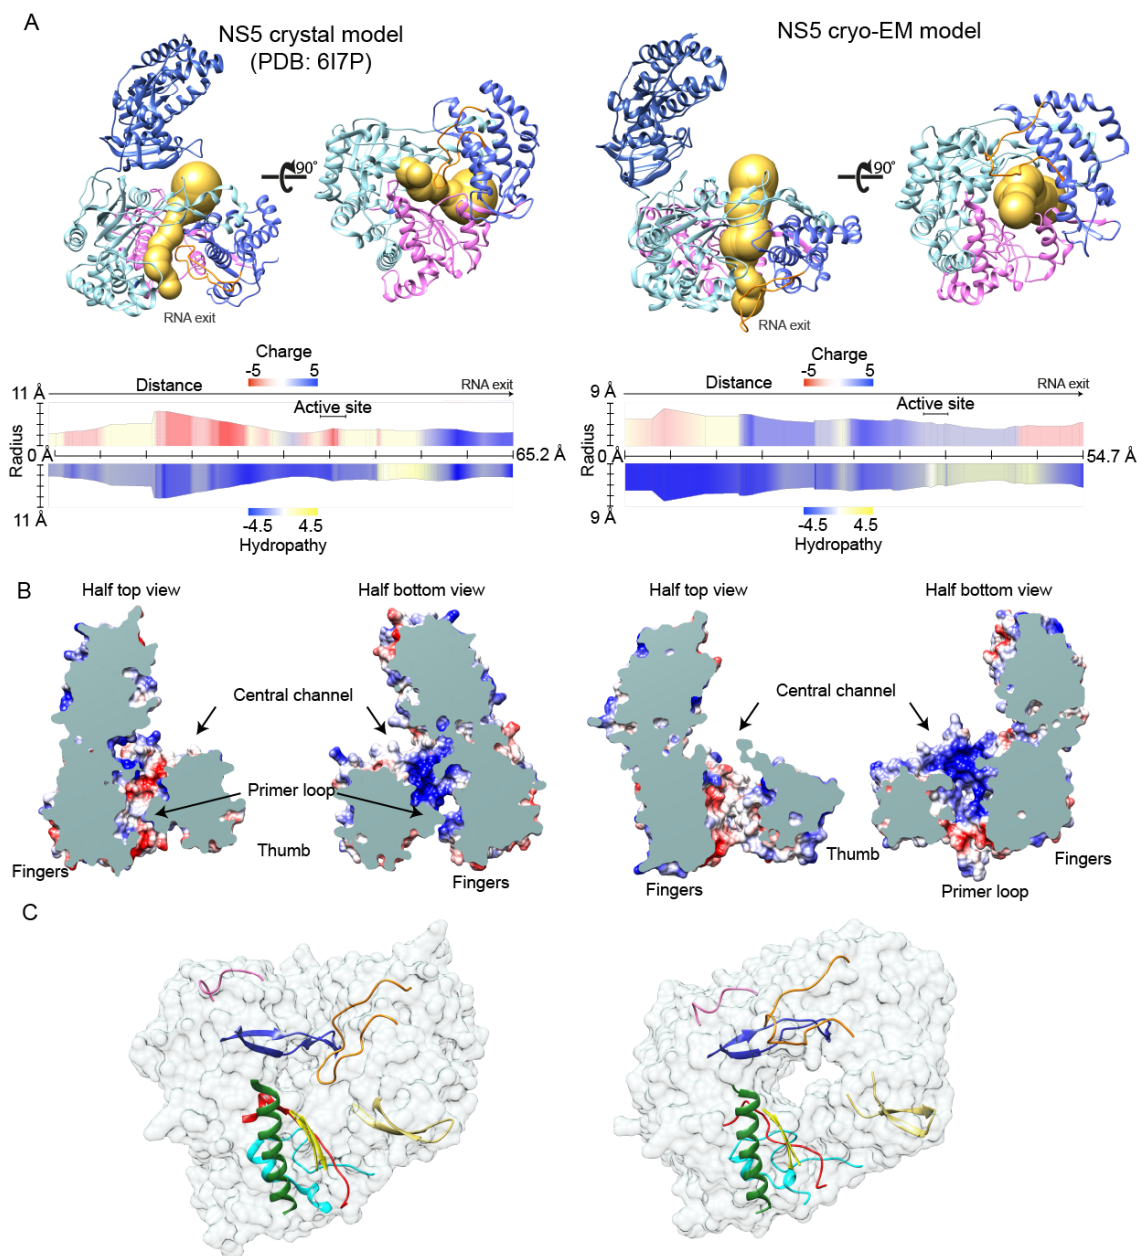 A
NS5 crystal model
(PDB: 6I7P)
NS5 cryo-EM model
90°
90°
RNA exit
RNA exit
Charge
-5 5
11 Å
Distance
RNA exit
Active site
Radius
0 Å
65.2 Å
11 Å
-4.5 4.5
Hydropathy
Charge
-5 5
9 Å
Distance
RNA exit
Active site
Radius
0 Å
54.7 Å
9 Å
-4.5 4.5
Hydropathy
B
Half top view
Half bottom view
Half top view
Half bottom view
Central channel
Central channel
Primer loop
Thumb
Thumb
Fingers
Fingers
Fingers
Fingers
Primer loop
C